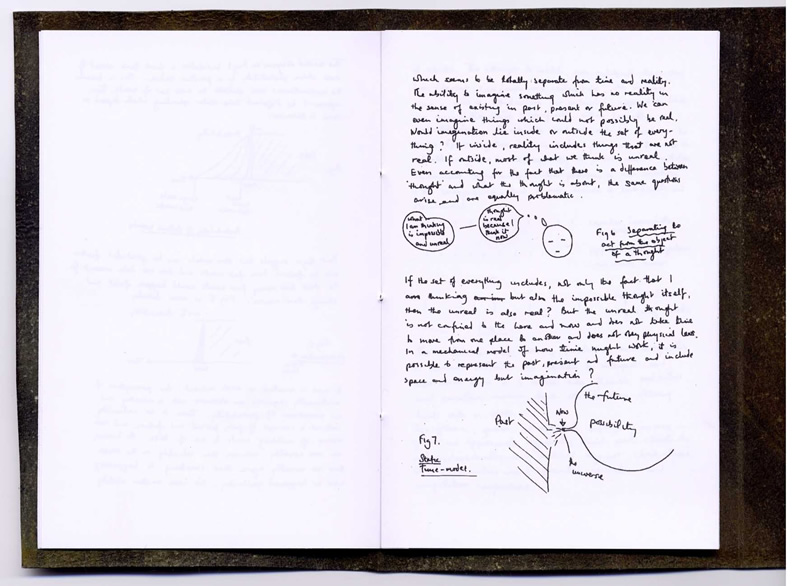 which seems to be totally separate from time and reality.
The ability to imagine something which has no reality in
the sense of existing in past, present or future. We can
even imagine things which could not possibly be real.
Would imagination lie inside or outside the set of every-
thing? If inside, reality includes things that are not
real. If outside, most of what we think is unreal.
Even accounting for the fact that there is a difference between
'thought' and what the thought is about, the same questions
arise and are equally problematic.
what
I am thinking
is impossible
and unreal
thought
is real
because I
think it
now
Fig 6 Separating the
act from the object
of a thought
If the set of everything includes, not only the fact that I
am thinking but also the impossible thought itself,
then the unreal is also real? But the unreal thought
is not confined to the here and now and does not take time
to move from one place to another and does not obey physical laws.
In a mechanical model of how time might work, it is
possible to represent the past, present and future and include
space and energy but imagination?
the future
Now
Past
possibility
Fig 7.
Static
Time-model.
the
universe